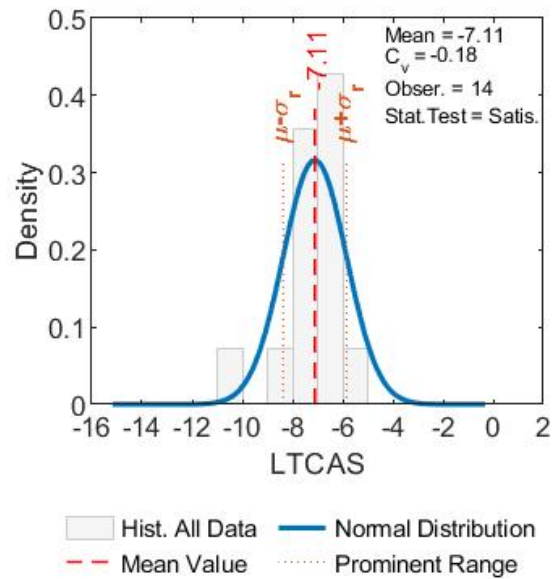 Mean = -7.11
C_v = -0.18
Obser. = 14
Stat.Test = Satis.
μ-σ_r
-7.11
μ+σ_r
Density
0.5
0.4
0.3
0.2
0.1
0
-16 -14 -12 -10 -8 -6 -4 -2 0 2
LTCAS
Hist. All Data Normal Distribution
Mean Value Prominent Range